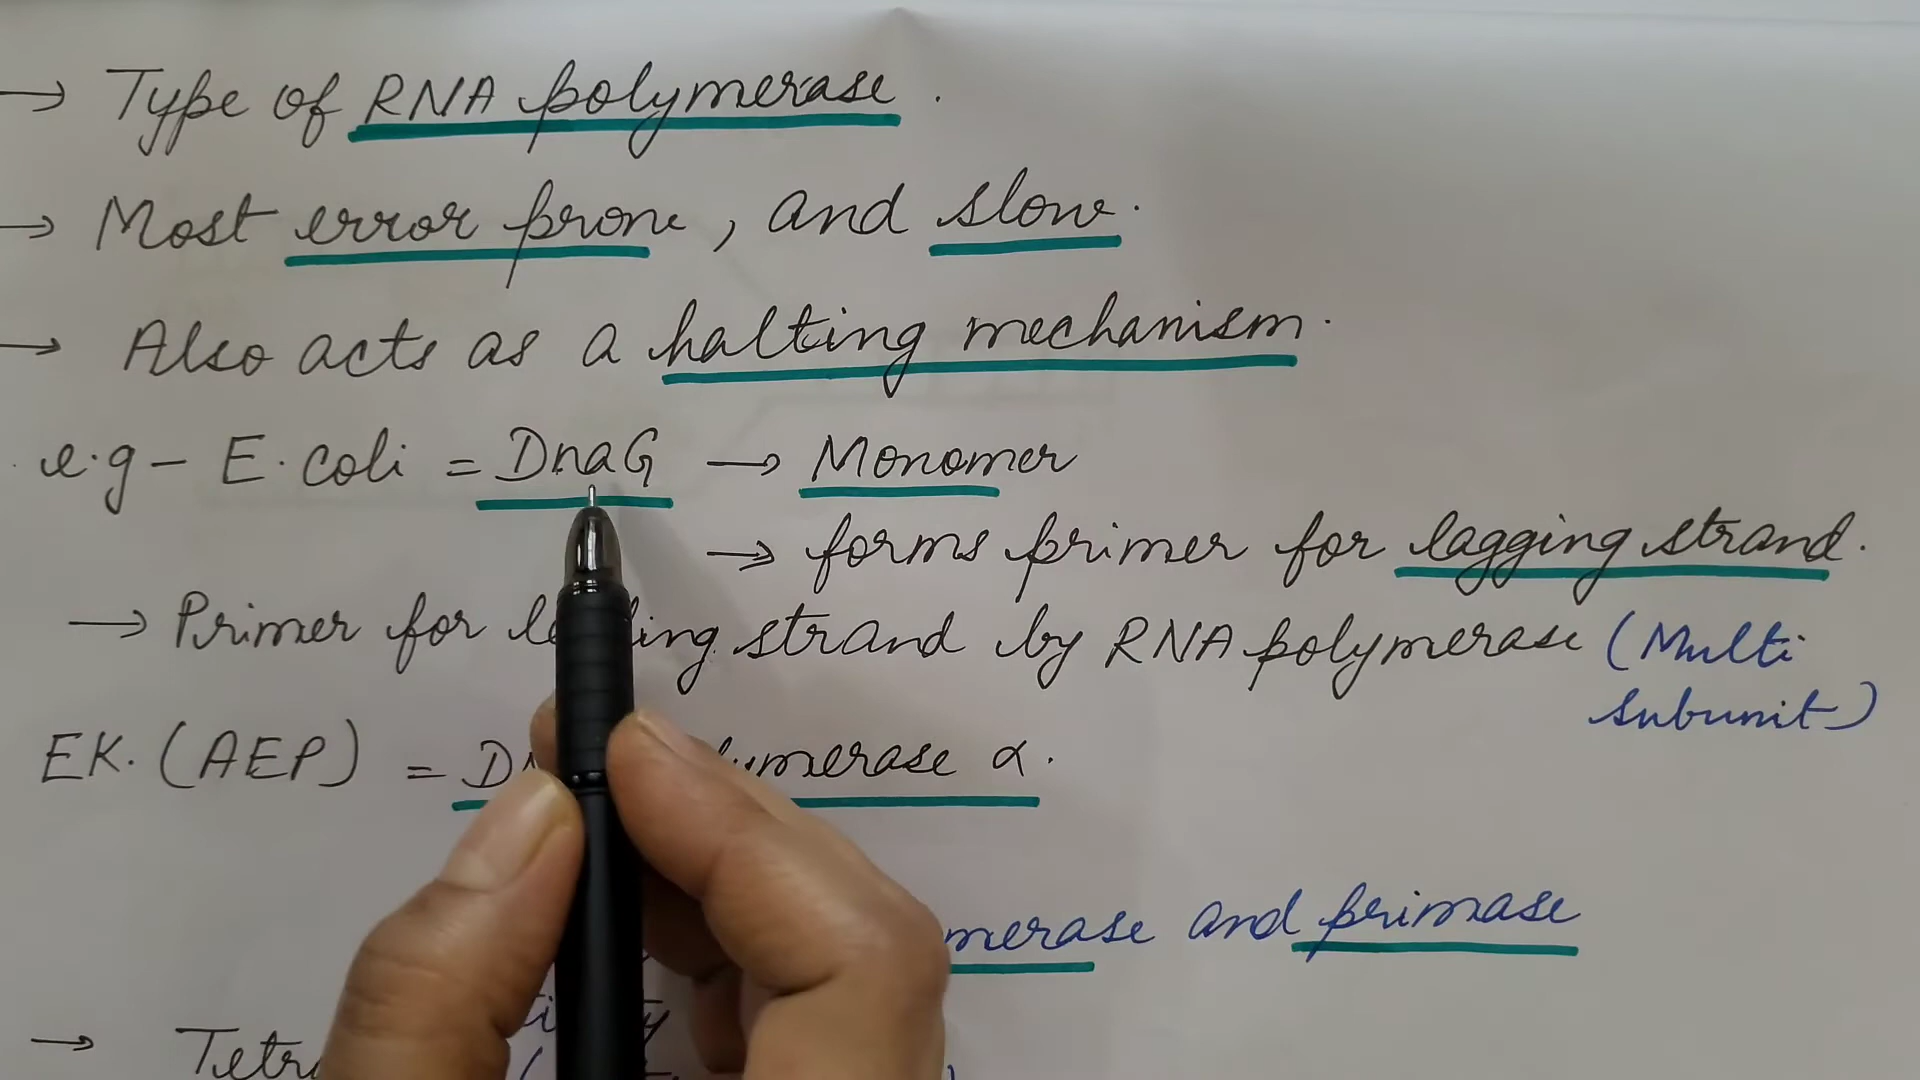 → Type of RNA polymerase.
→ Most error prone, and slow.
→ Also acts as a halting mechanism.
e.g - E.coli = DnaG → Monomer
→ forms primer for lagging strand.
→ Primer for le ing strand by RNA polymerase (Multi
subunit)
EK. (AEP) = D merase α.
merase and primase
→ Tetr